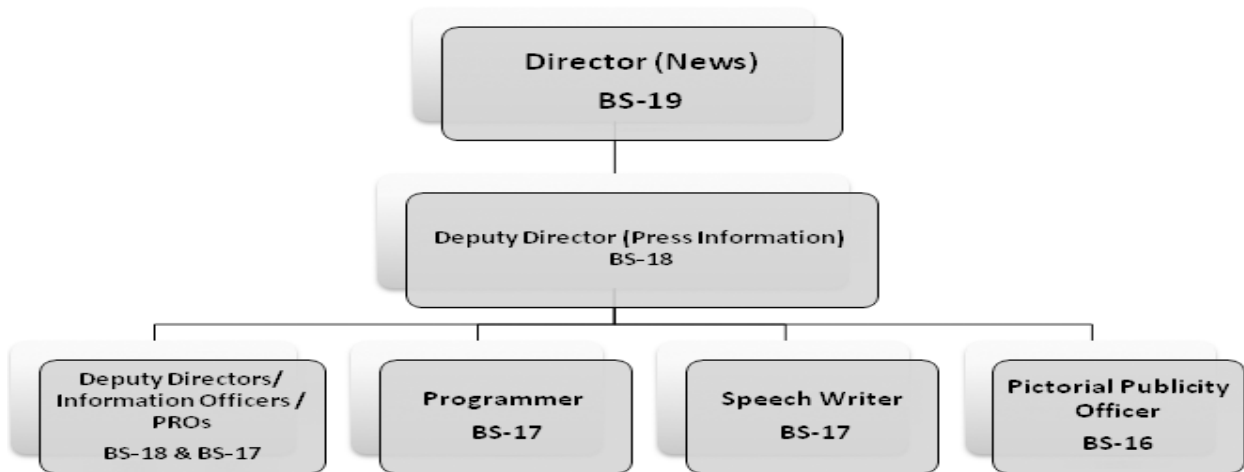 Director (News)
BS-19
Deputy Director (Press Information)
BS-18
Deputy Directors/
Information Officers /
PROs
BS-18 & BS-17
Programmer
BS-17
Speech Writer
BS-17
Pictorial Publicity
Officer
BS-16